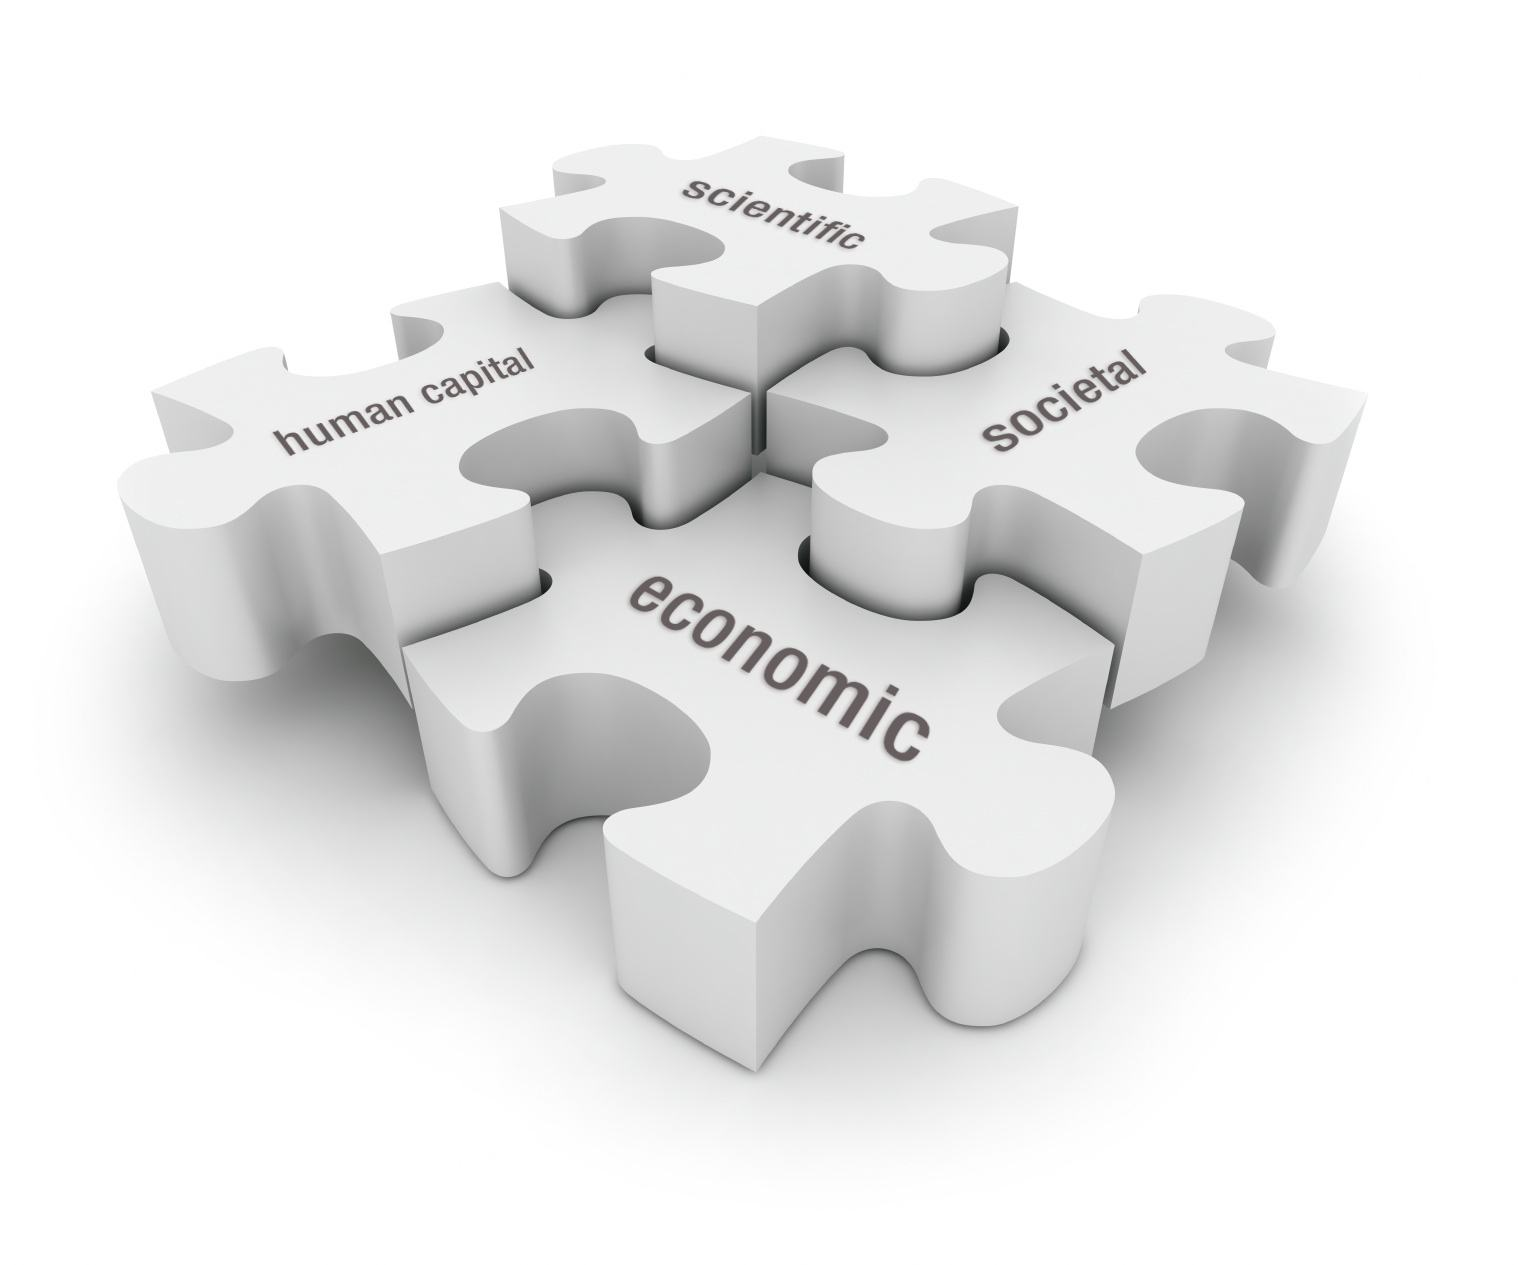 scientific
human capital
societal
economic